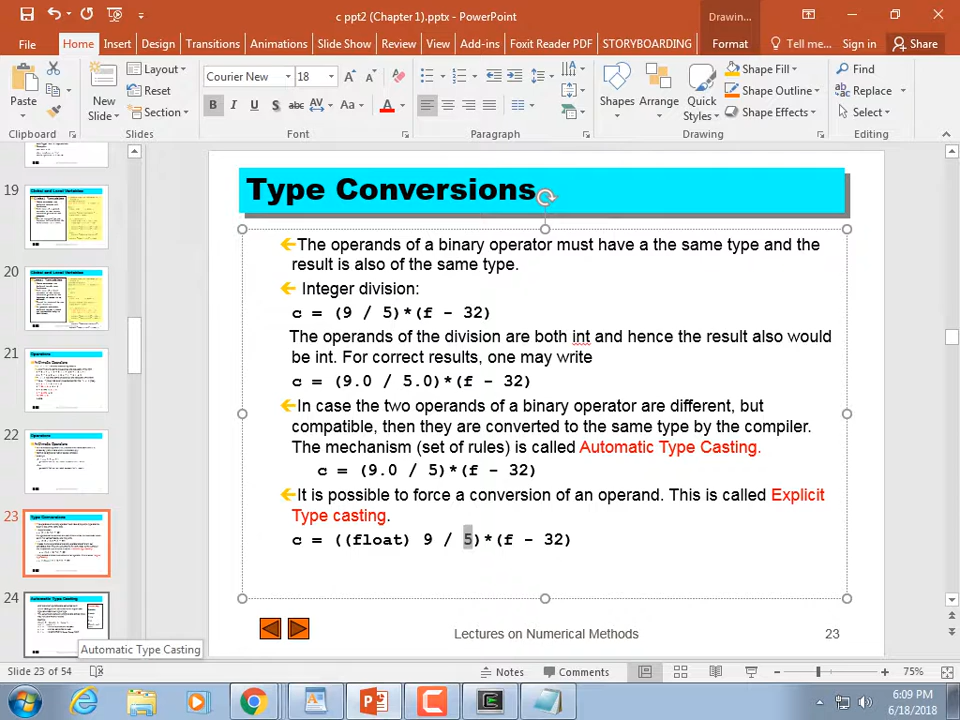 c ppt2 (Chapter1).pptx - PowerPoint
Drawin...
File
Home
Insert
Design
Transitions
Animations
Slide Show
Review
View
Add-ins
Foxit Reader PDF
STORYBOARDING
Format
Tell me...
Sign in
Share
Paste
New
Slide
Layout
Reset
Section
Courier New
18
B I U S abc AV Aa A
Shapes
Arrange
Quick
Styles
Shape Fill
Shape Outline
Shape Effects
Find
Replace
Select
Clipboard
Slides
Font
Paragraph
Drawing
Editing
19
20
21
22
23
24
Type Conversions
The operands of a binary operator must have a the same type and the
result is also of the same type.
Integer division:
c = (9 / 5)*(f - 32)
The operands of the division are both int and hence the result also would
be int. For correct results, one may write
c = (9.0 / 5.0)*(f - 32)
In case the two operands of a binary operator are different, but
compatible, then they are converted to the same type by the compiler.
The mechanism (set of rules) is called Automatic Type Casting.
c = (9.0 / 5)*(f - 32)
It is possible to force a conversion of an operand. This is called Explicit
Type casting.
c = ((float) 9 / 5)*(f - 32)
Lectures on Numerical Methods
23
Automatic Type Casting
Slide 23 of 54
Notes
Comments
75%
6:09 PM
6/18/2018